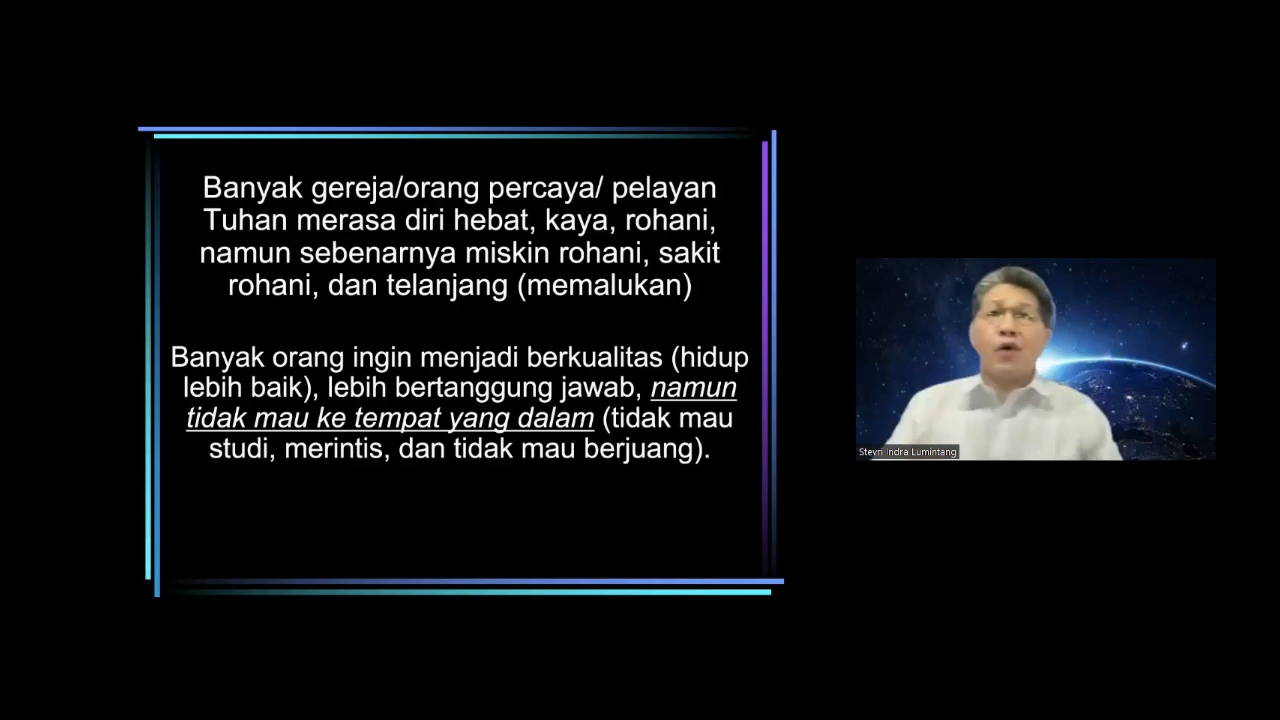 Banyak gereja/orang percaya/ pelayan
Tuhan merasa diri hebat, kaya, rohani,
namun sebenarnya miskin rohani, sakit
rohani, dan telanjang (memalukan)
Banyak orang ingin menjadi berkualitas (hidup
lebih baik), lebih bertanggung jawab, namun
tidak mau ke tempat yang dalam (tidak mau
studi, merintis, dan tidak mau berjuang).
Stevri Indra Lumintang